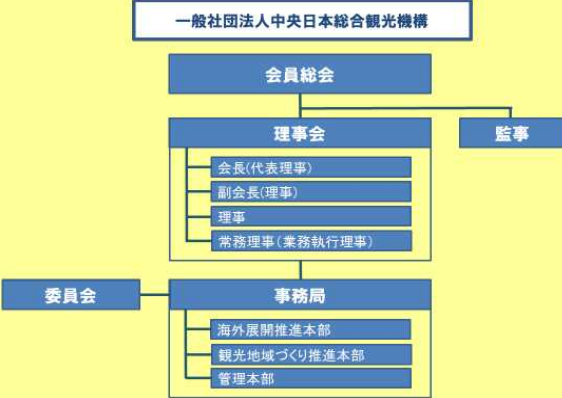 一般社団法人中央日本総合観光機構
会員総会
理事会
監事
会長(代表理事)
副会長(理事)
理事
常務理事(業務執行理事)
委員会
事務局
海外展開推進本部
観光地域づくり推進本部
管理本部